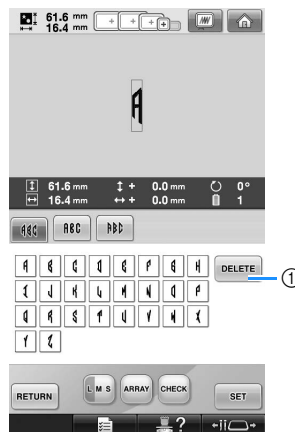 61.6 mm
16.4 mm
A
61.6 mm + 0.0 mm 0°
16.4 mm + 0.0 mm 1
ABC ABC ABC
A B C D E F G H
I J K L M N O P
Q R S T U V W X
Y Z
DELETE ①
L M S ARRAY CHECK
RETURN SET
?